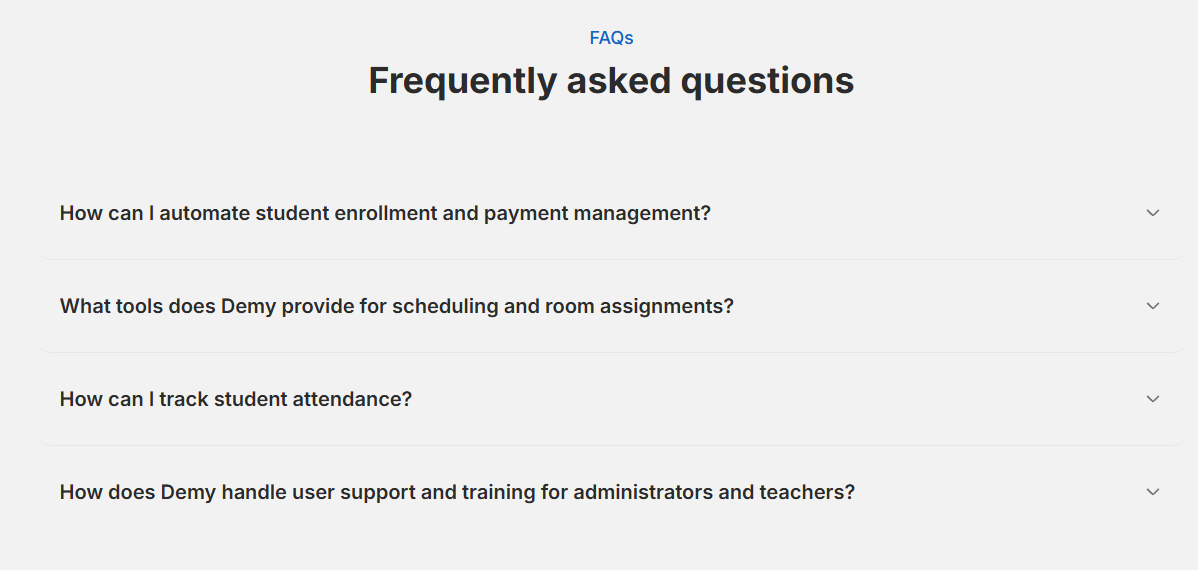 FAQs
Frequently asked questions
How can I automate student enrollment and payment management?
What tools does Demy provide for scheduling and room assignments?
How can I track student attendance?
How does Demy handle user support and training for administrators and teachers?